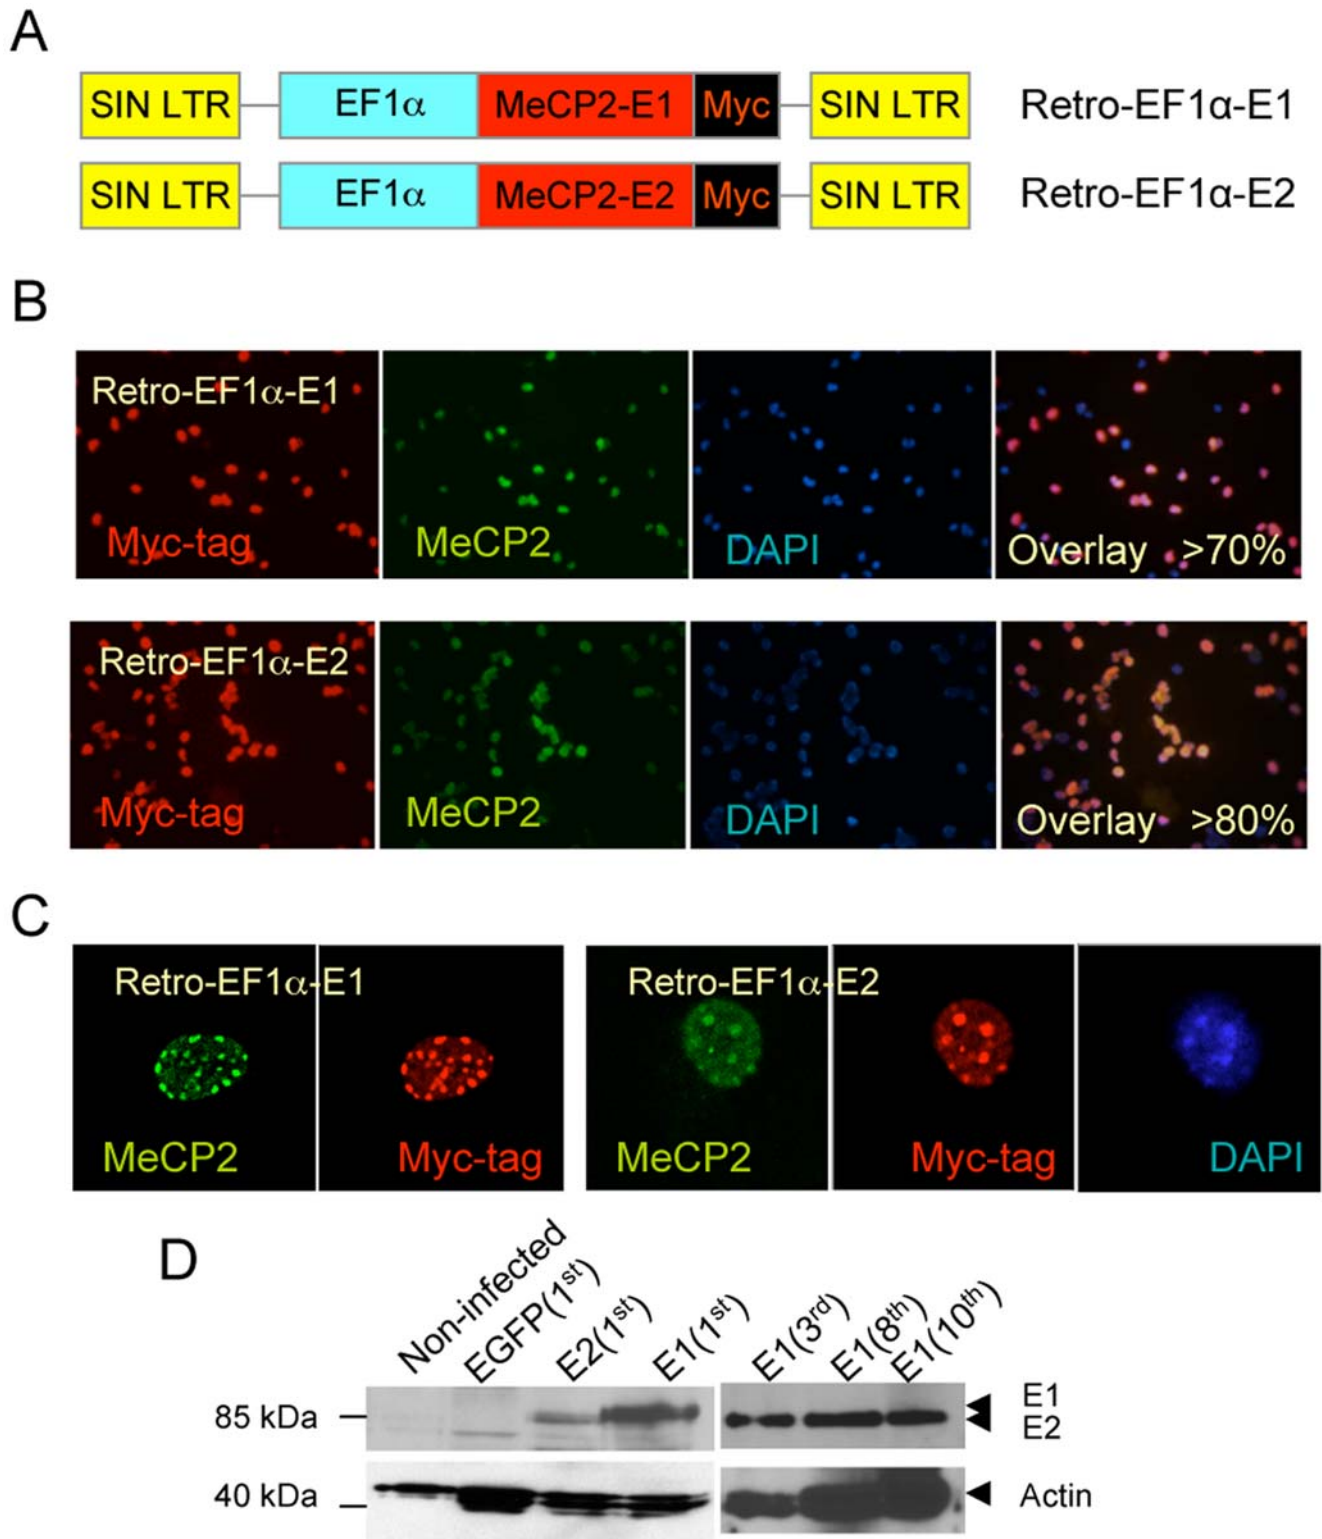 A
SIN LTR EF1α MeCP2-E1 Myc SIN LTR Retro-EF1α-E1
SIN LTR EF1α MeCP2-E2 Myc SIN LTR Retro-EF1α-E2
B
Retro-EF1α-E1
Myc-tag MeCP2 DAPI Overlay >70%
Retro-EF1α-E2
Myc-tag MeCP2 DAPI Overlay >80%
C
Retro-EF1α-E1 Retro-EF1α-E2
MeCP2 Myc-tag MeCP2 Myc-tag DAPI
D
Non-infected EGFP(1st) E2(1st) E1(1st) E1(3rd) E1(8th) E1(10th)
85 kDa E1
E2
40 kDa Actin